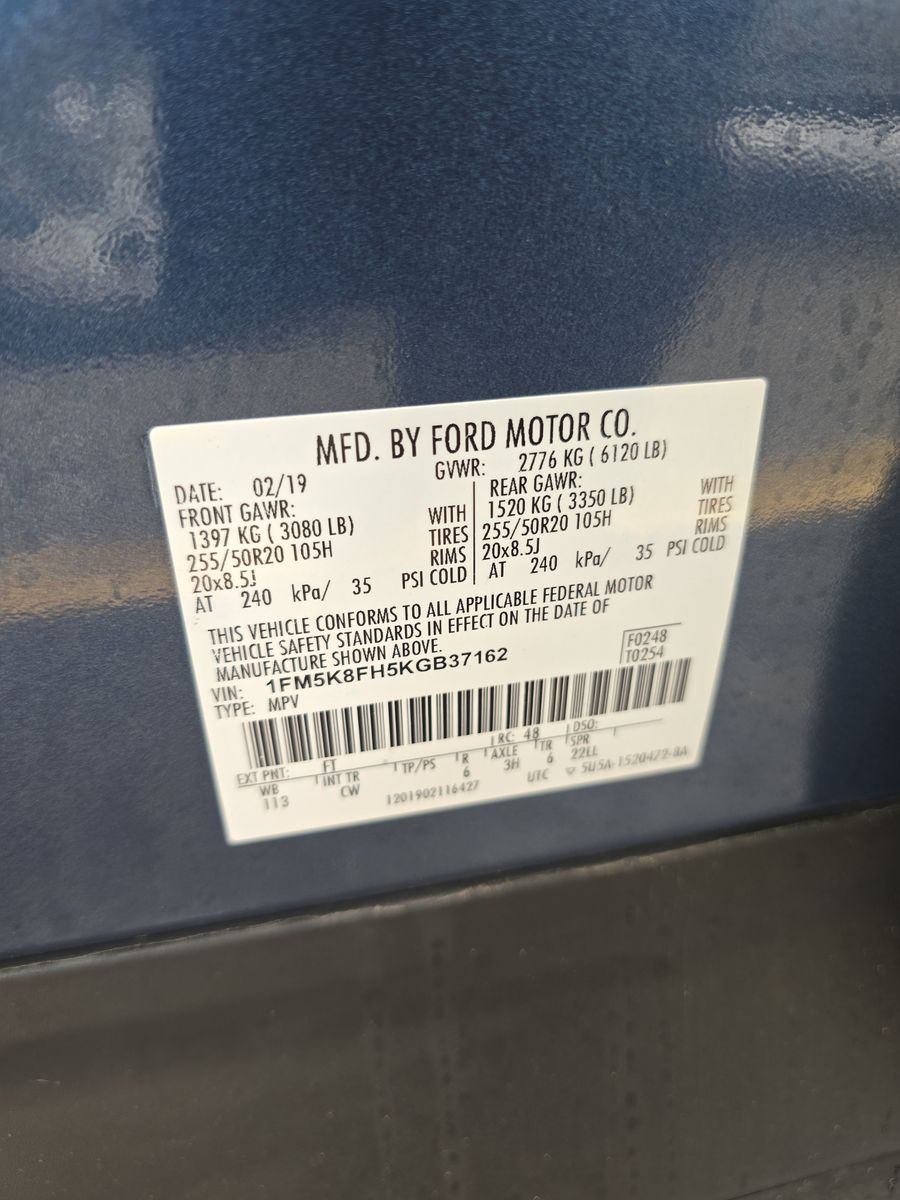 MFD. BY FORD MOTOR CO.
DATE: 02/19 GVWR: 2776 KG ( 6120 LB)
FRONT GAWR: REAR GAWR:
1397 KG ( 3080 LB) WITH 1520 KG ( 3350 LB) WITH
255/50R20 105H TIRES 255/50R20 105H TIRES
20x8.5J RIMS 20x8.5J RIMS
AT 240 kPa/ 35 PSI COLD AT 240 kPa/ 35 PSI COLD
THIS VEHICLE CONFORMS TO ALL APPLICABLE FEDERAL MOTOR
VEHICLE SAFETY STANDARDS IN EFFECT ON THE DATE OF
MANUFACTURE SHOWN ABOVE.
F0248
VIN: 1FM5K8FH5KGB37162
T0254
TYPE: MPV
EXT PNT: FT RC: 48 DSO:
WB INT TR TP/PS R AXLE TR SPR
113 CW 6 3H 6 22LL
1201902116427 UTC ▽ 5U5A-1520472-8A